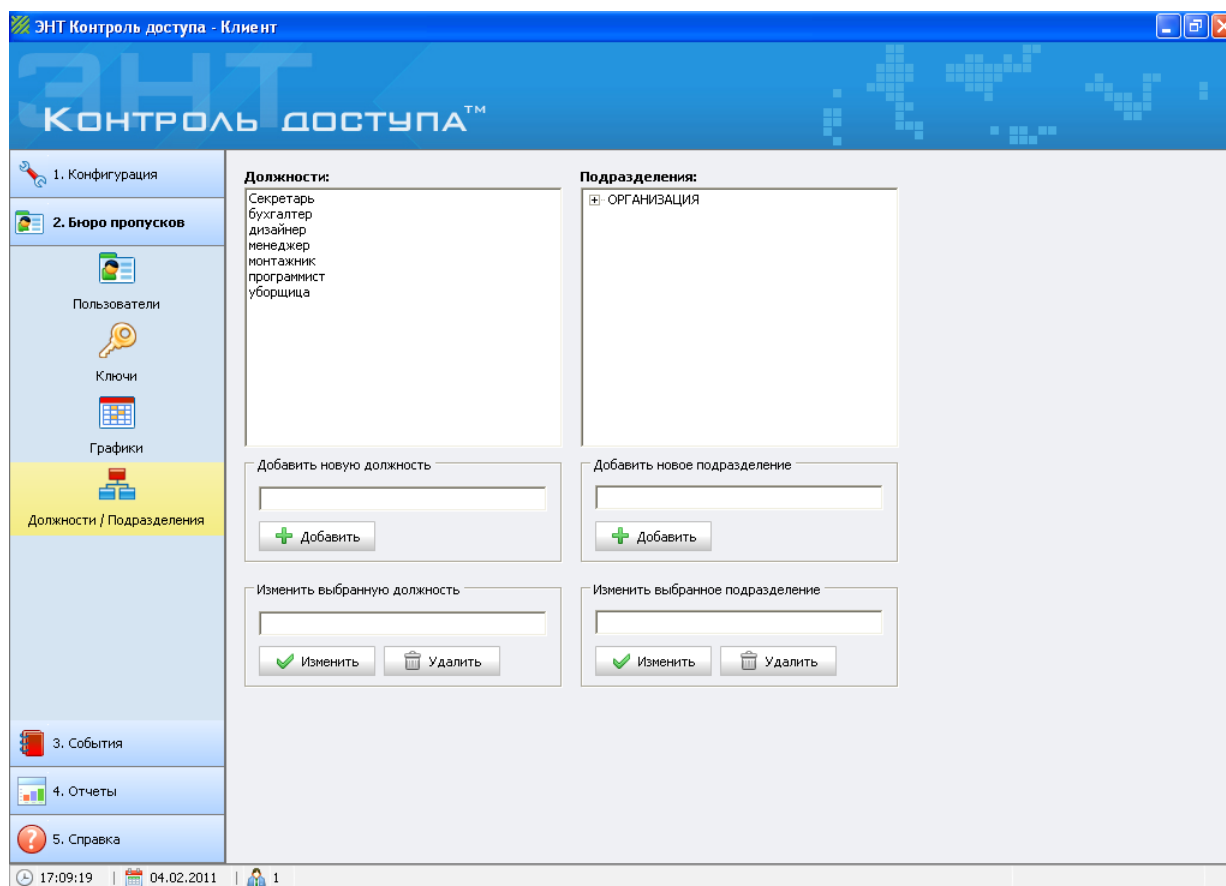 ЭНТ Контроль доступа - Клиент
ЭНТ
Контроль доступа™
1. Конфигурация
2. Бюро пропусков
Пользователи
Ключи
Графики
Должности / Подразделения
3. События
4. Отчеты
5. Справка
Должности:
Секретарь
бухгалтер
дизайнер
менеджер
монтажник
программист
уборщица
Добавить новую должность
Добавить
Изменить выбранную должность
Изменить Удалить
Подразделения:
ОРГАНИЗАЦИЯ
Добавить новое подразделение
Добавить
Изменить выбранное подразделение
Изменить Удалить
17:09:19 04.02.2011 1